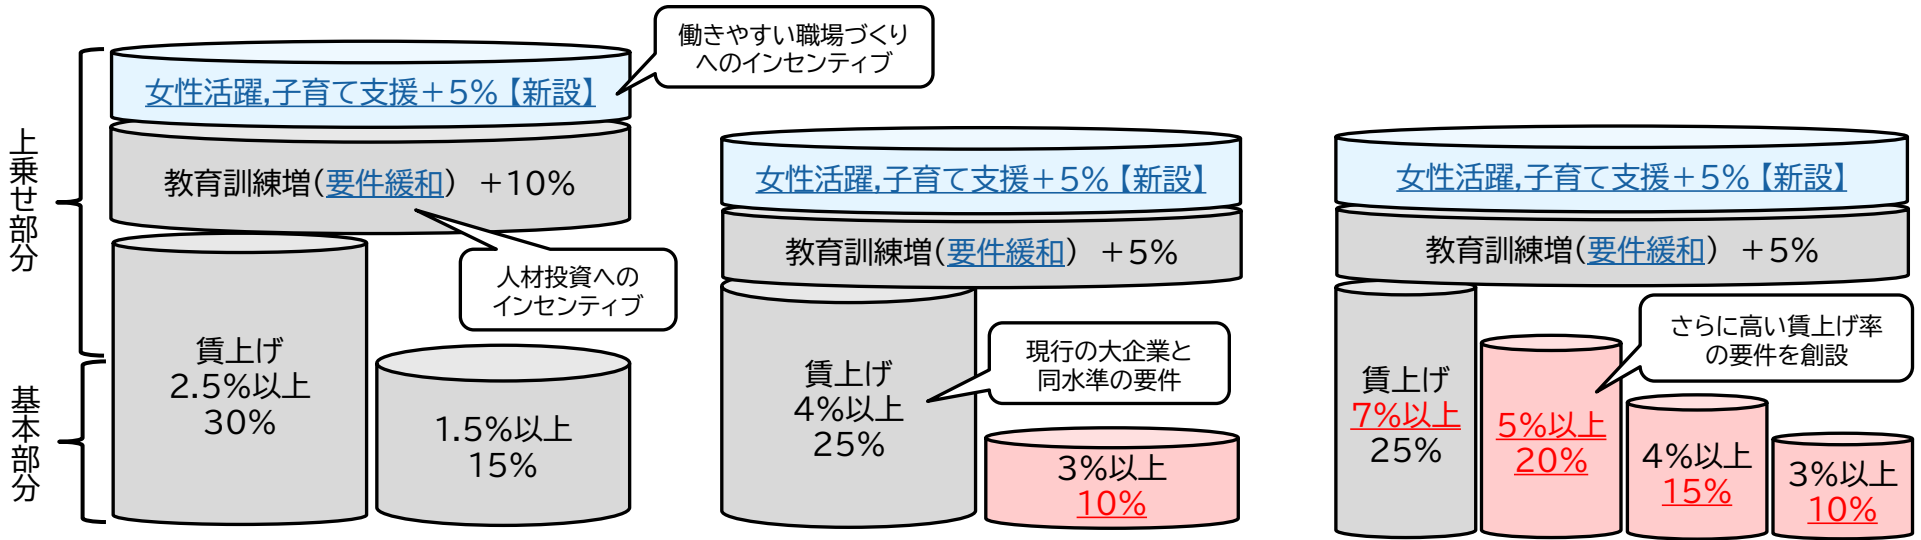 上乗せ部分
基本部分
働きやすい職場づくり
へのインセンティブ
女性活躍,子育て支援+5%【新設】
教育訓練増(要件緩和) +10%
人材投資への
インセンティブ
賃上げ
2.5%以上
30%
1.5%以上
15%
女性活躍,子育て支援+5%【新設】
教育訓練増(要件緩和) +5%
現行の大企業と
同水準の要件
賃上げ
4%以上
25%
3%以上
10%
女性活躍,子育て支援+5%【新設】
教育訓練増(要件緩和) +5%
さらに高い賃上げ率
の要件を創設
賃上げ
7%以上
25%
5%以上
20%
4%以上
15%
3%以上
10%